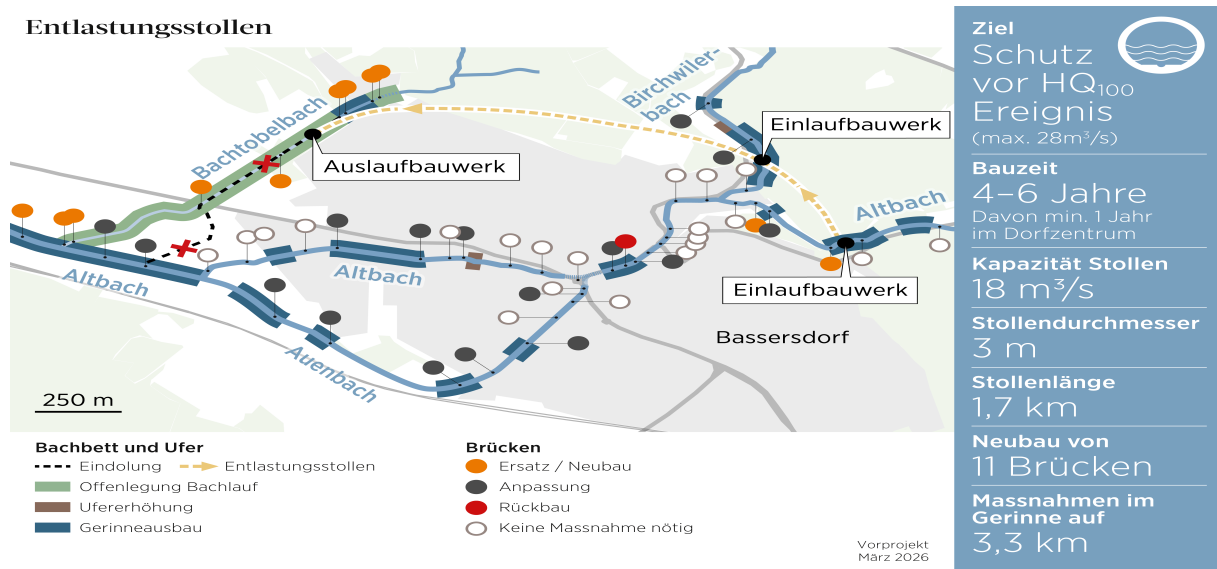 Entlastungsstollen
Birchwiler-
bach
Bachtobelbach
Einlaufbauwerk
Auslaufbauwerk
Altbach
Altbach
Altbach
Einlaufbauwerk
Bassersdorf
Auenbach
250 m
Bachbett und Ufer
Eindolung
Entlastungsstollen
Offenlegung Bachlauf
Ufererhöhung
Gerinneausbau
Brücken
Ersatz / Neubau
Anpassung
Rückbau
Keine Massnahme nötig
Vorprojekt
März 2026
Ziel
Schutz
vor HQ₁₀₀
Ereignis
(max. 28m³/s)
Bauzeit
4–6 Jahre
Davon min. 1 Jahr
im Dorfzentrum
Kapazität Stollen
18 m³/s
Stollendurchmesser
3 m
Stollenlänge
1,7 km
Neubau von
11 Brücken
Massnahmen im
Gerinne auf
3,3 km